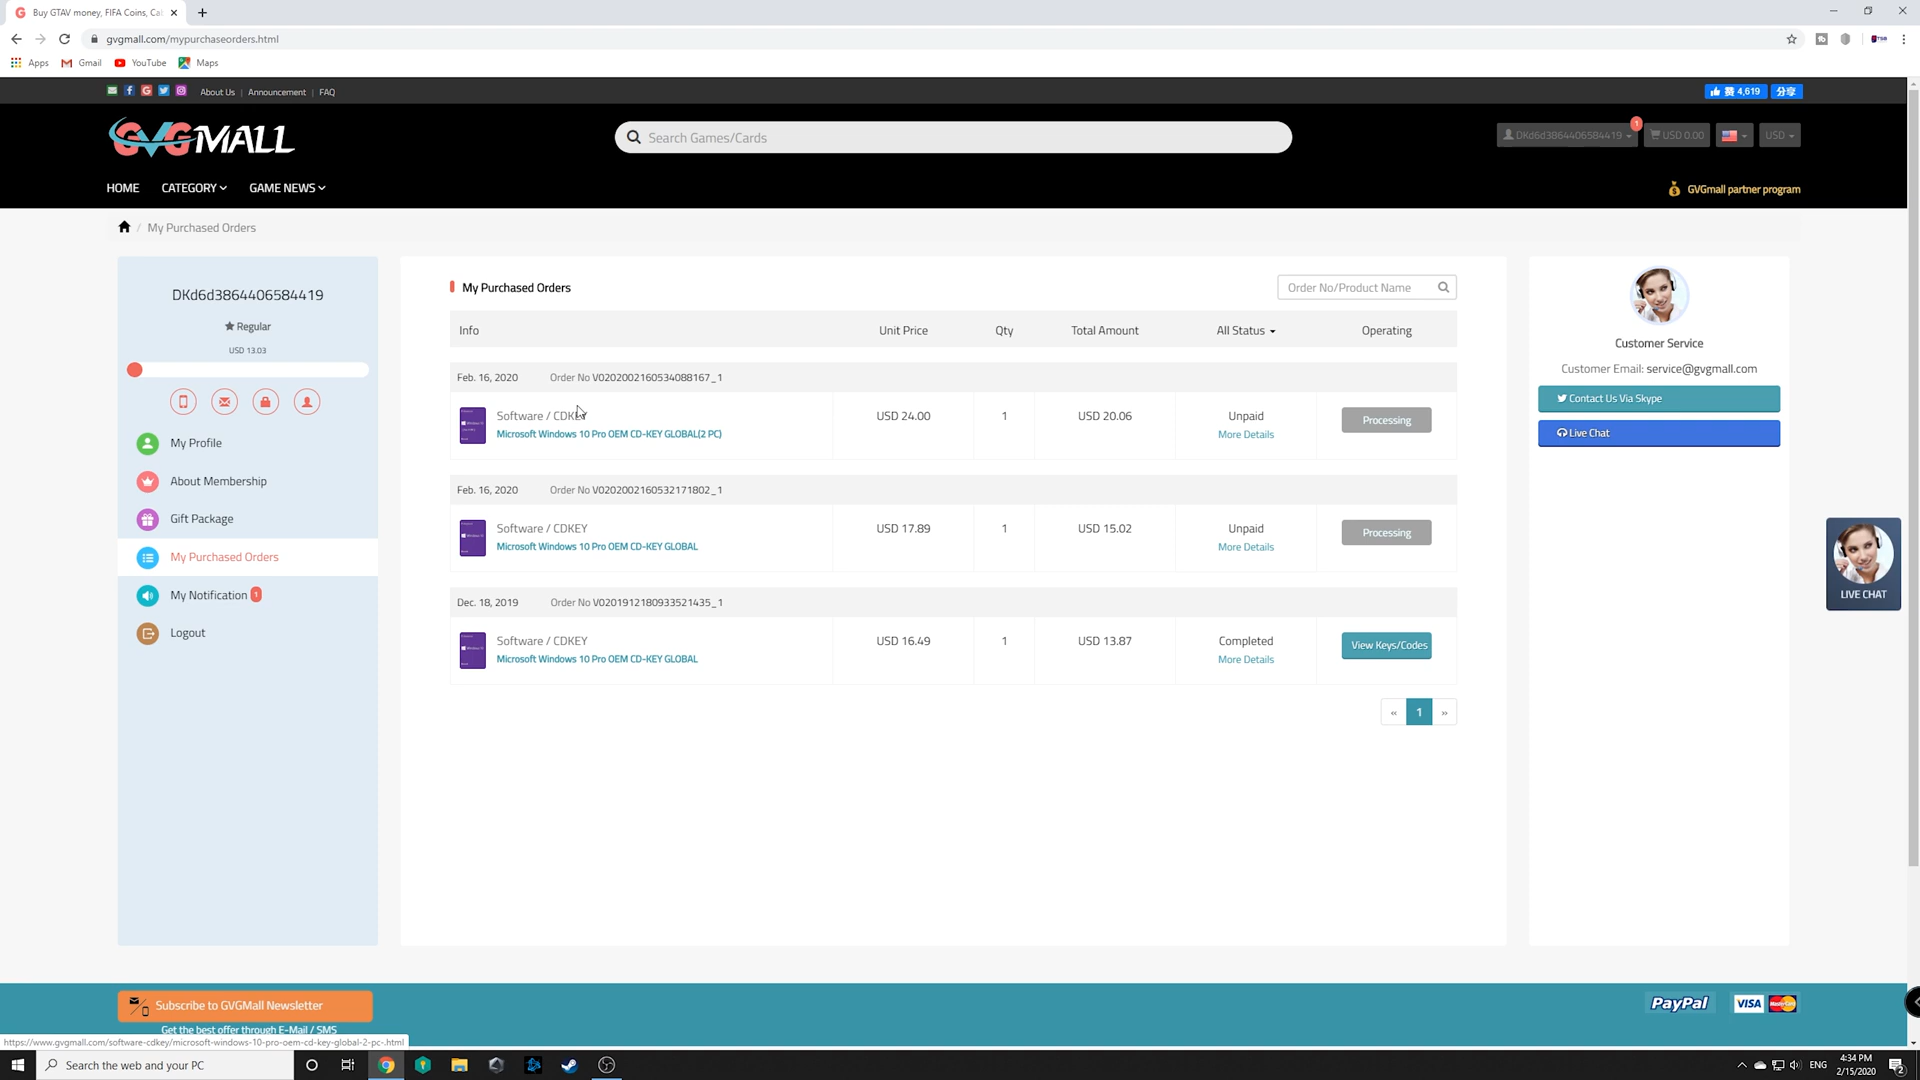 Buy GTAV money, FIFA Coins, Ca
gvgmall.com/mypurchaseorders.html
Apps Gmail YouTube Maps
About Us | Announcement | FAQ
赞 4,619 分享
GVGMALL
Search Games/Cards
DKd6d3864406584419 1 USD 0.00 USD
HOME CATEGORY GAME NEWS
GVGmall partner program
/ My Purchased Orders
DKd6d3864406584419
Regular
USD 13.03
My Profile
About Membership
Gift Package
My Purchased Orders
My Notification 1
Logout
My Purchased Orders
Order No/Product Name
Info Unit Price Qty Total Amount All Status Operating
Feb. 16, 2020 Order No V0202002160534088167_1
Software / CDKEY USD 24.00 1 USD 20.06 Unpaid Processing
Microsoft Windows 10 Pro OEM CD-KEY GLOBAL(2 PC) More Details
Feb. 16, 2020 Order No V0202002160532171802_1
Software / CDKEY USD 17.89 1 USD 15.02 Unpaid Processing
Microsoft Windows 10 Pro OEM CD-KEY GLOBAL More Details
Dec. 18, 2019 Order No V0201912180933521435_1
Software / CDKEY USD 16.49 1 USD 13.87 Completed View Keys/Codes
Microsoft Windows 10 Pro OEM CD-KEY GLOBAL More Details
« 1 »
Customer Service
Customer Email: service@gvgmall.com
Contact Us Via Skype
Live Chat
LIVE CHAT
Subscribe to GVGMall Newsletter
Get the best offer through E-Mail / SMS
PayPal VISA MasterCard
https://www.gvgmall.com/software-cdkey/microsoft-windows-10-pro-oem-cd-key-global-2-pc-.html
Search the web and your PC
ENG
4:34 PM
2/15/2020
2